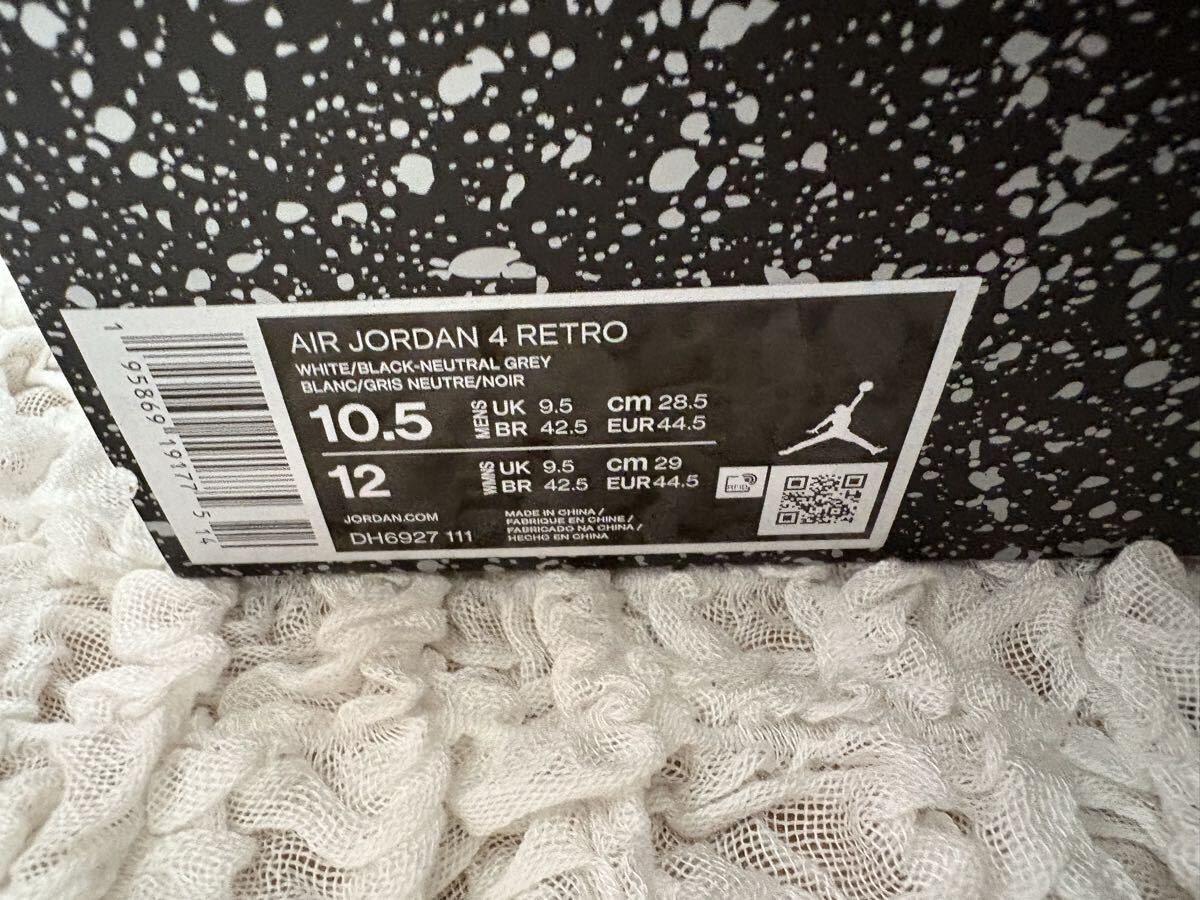 AIR JORDAN 4 RETRO
WHITE/BLACK-NEUTRAL GREY
BLANC/GRIS NEUTRE/NOIR
10.5 MENS UK 9.5 cm 28.5
BR 42.5 EUR 44.5
12 WMNS UK 9.5 cm 29
BR 42.5 EUR 44.5
JORDAN.COM
DH6927 111
MADE IN CHINA /
FABRIQUE EN CHINE /
FABRICADO NA CHINA /
HECHO EN CHINA
RFID
1 95869 19177 5 14